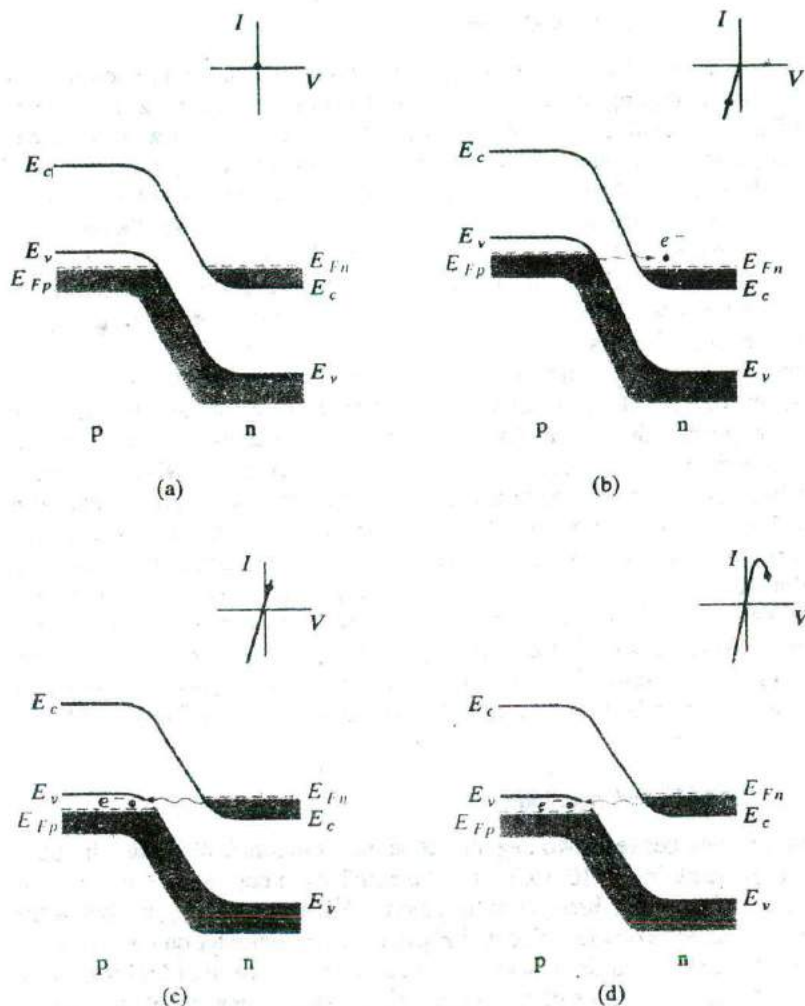 I
V
E_c
E_v
E_Fp
E_Fn
E_c
E_v
p n
(a)
I
V
E_c
e⁻
E_v
E_Fp
E_Fn
E_c
E_v
p n
(b)
I
V
E_c
E_v
e⁻
E_Fp
E_Fn
E_c
E_v
p n
(c)
I
V
E_c
E_v
e⁻
E_Fp
E_Fn
E_c
E_v
p n
(d)